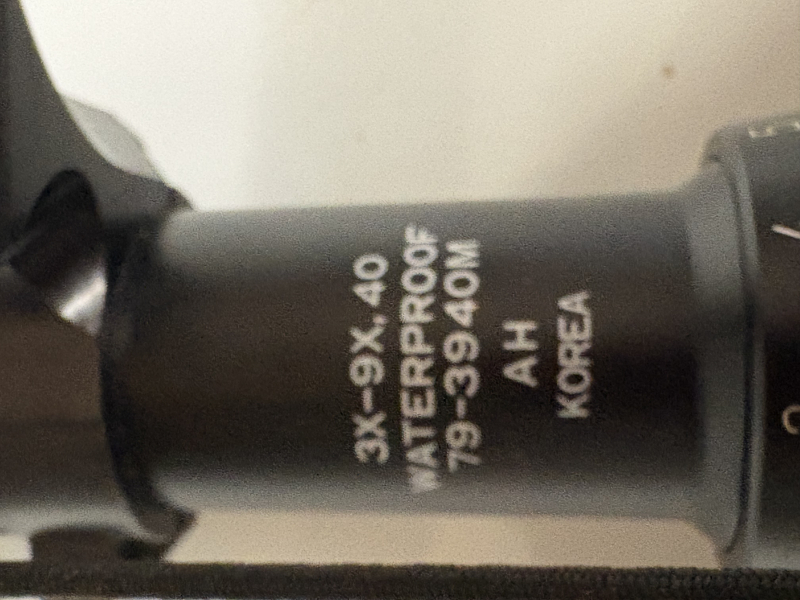 3X-9X, 40
WATERPROOF
79-3940M
AH
KOREA